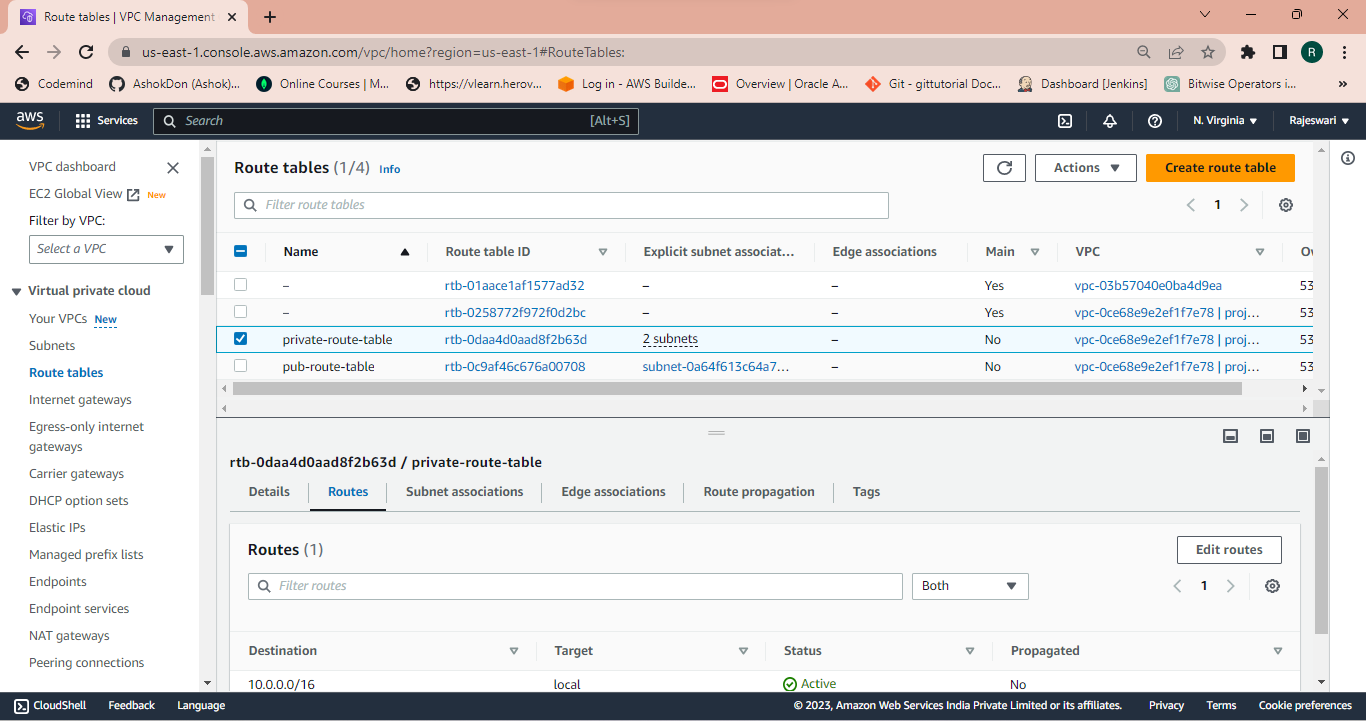 Route tables | VPC Management
us-east-1.console.aws.amazon.com/vpc/home?region=us-east-1#RouteTables:
R
Codemind
AshokDon (Ashok)...
Online Courses | M...
https://vlearn.herov...
Log in - AWS Builde...
Overview | Oracle A...
Git - gittutorial Doc...
Dashboard [Jenkins]
Bitwise Operators i...
»
aws
Services
Search
[Alt+S]
N. Virginia
Rajeswari
VPC dashboard
EC2 Global View New
Filter by VPC:
Select a VPC
Virtual private cloud
Your VPCs New
Subnets
Route tables
Internet gateways
Egress-only internet
gateways
Carrier gateways
DHCP option sets
Elastic IPs
Managed prefix lists
Endpoints
Endpoint services
NAT gateways
Peering connections
Route tables (1/4) Info
Actions
Create route table
Filter route tables
1
Name Route table ID Explicit subnet associat... Edge associations Main VPC Ov
– rtb-01aace1af1577ad32 – – Yes vpc-03b57040e0ba4d9ea 53
– rtb-0258772f972f0d2bc – – Yes vpc-0ce68e9e2ef1f7e78 | proj... 53
private-route-table rtb-0daa4d0aad8f2b63d 2 subnets – No vpc-0ce68e9e2ef1f7e78 | proj... 53
pub-route-table rtb-0c9af46c676a00708 subnet-0a64f613c64a7... – No vpc-0ce68e9e2ef1f7e78 | proj... 53
rtb-0daa4d0aad8f2b63d / private-route-table
Details Routes Subnet associations Edge associations Route propagation Tags
Routes (1)
Edit routes
Filter routes
Both
1
Destination Target Status Propagated
10.0.0.0/16 local Active No
CloudShell Feedback Language © 2023, Amazon Web Services India Private Limited or its affiliates. Privacy Terms Cookie preferences